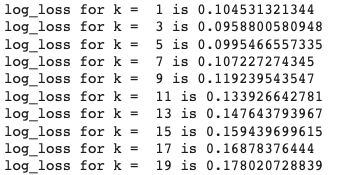 log_loss for k =  1 is 0.104531321344
log_loss for k =  3 is 0.0958800580948
log_loss for k =  5 is 0.0995466557335
log_loss for k =  7 is 0.107227274345
log_loss for k =  9 is 0.119239543547
log_loss for k =  11 is 0.133926642781
log_loss for k =  13 is 0.147643793967
log_loss for k =  15 is 0.159439699615
log_loss for k =  17 is 0.16878376444
log_loss for k =  19 is 0.178020728839